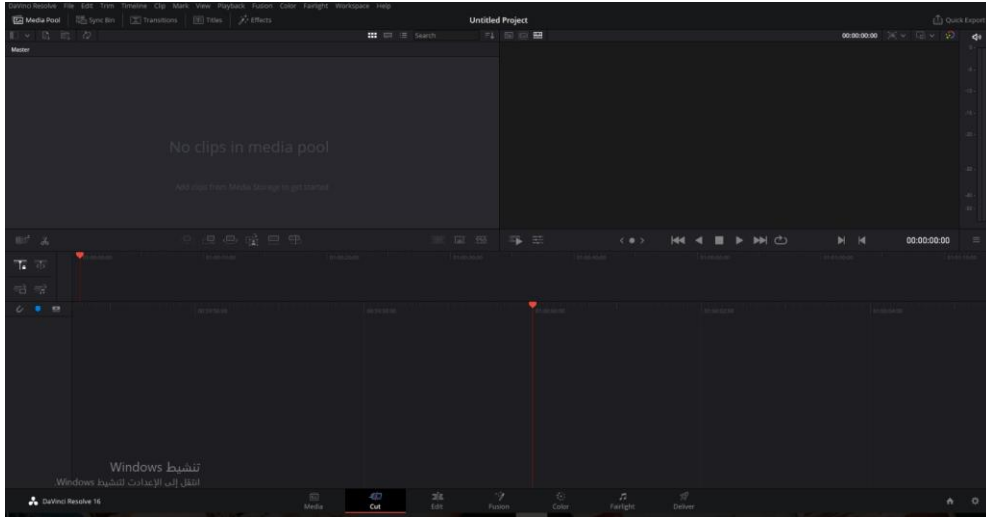 DaVinci Resolve File Edit Trim Timeline Clip Mark View Playback Fusion Color Fairlight Workspace Help
Media Pool Sync Bin Transitions Titles Effects Untitled Project Quick Export
Search 00:00:00:00
Master
No clips in media pool
Add clips from Media Storage to get started
00:00:00:00
تنشيط Windows
انتقل إلى الإعدادت لتنشيط Windows.
DaVinci Resolve 16 Media Cut Edit Fusion Color Fairlight Deliver